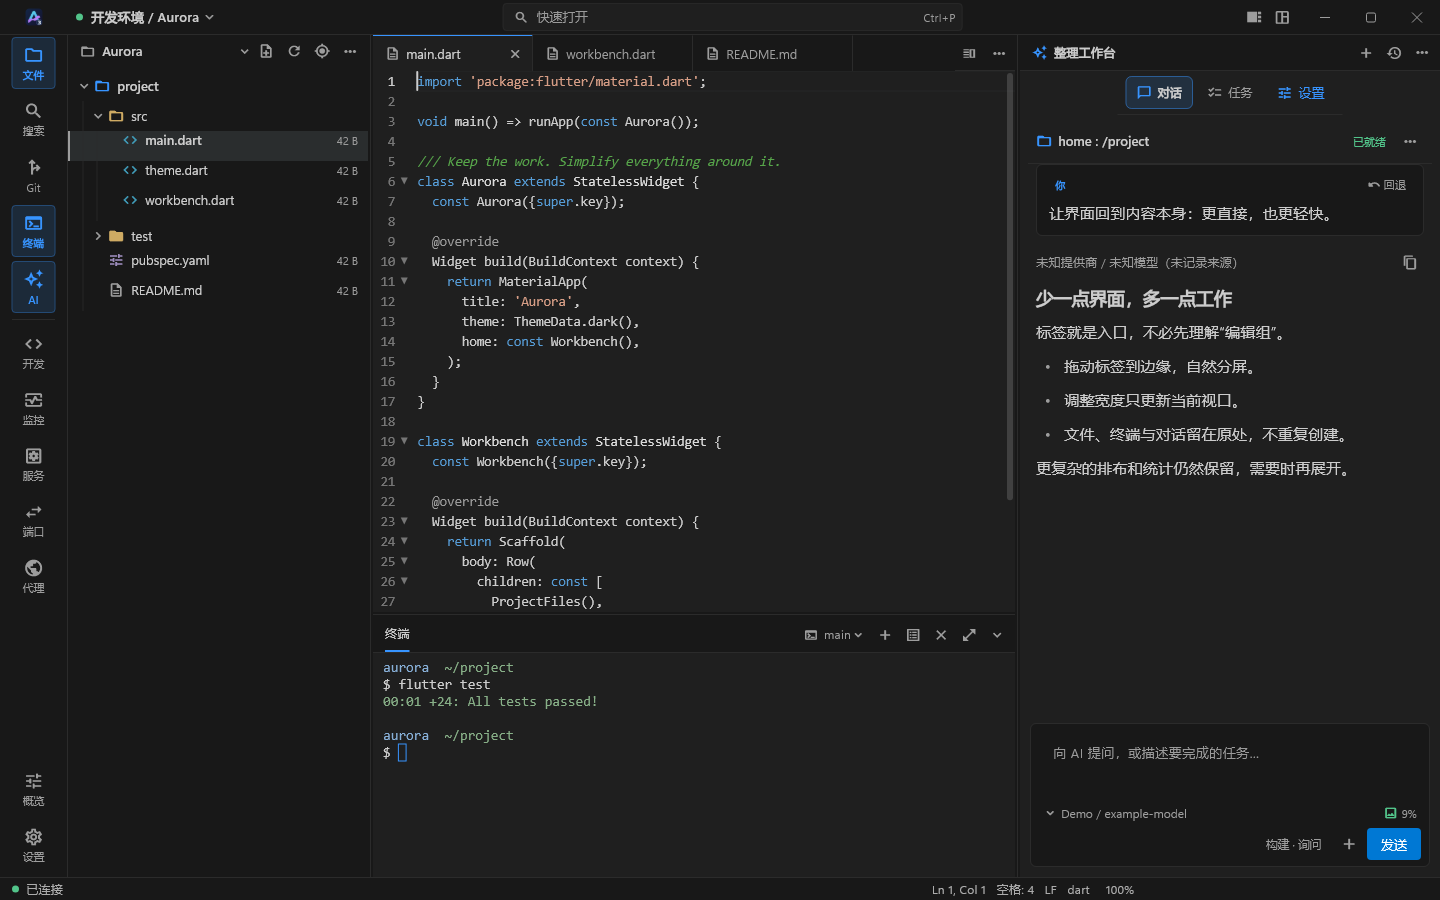 开发环境 / Aurora
快速打开
Ctrl+P
文件
搜索
Git
终端
AI
开发
监控
服务
端口
代理
概览
设置
Aurora
project
src
main.dart 42 B
theme.dart 42 B
workbench.dart 42 B
test
pubspec.yaml 42 B
README.md 42 B
main.dart
workbench.dart
README.md
1 import 'package:flutter/material.dart';
2
3 void main() => runApp(const Aurora());
4
5 /// Keep the work. Simplify everything around it.
6 class Aurora extends StatelessWidget {
7 const Aurora({super.key});
8
9 @override
10 Widget build(BuildContext context) {
11 return MaterialApp(
12 title: 'Aurora',
13 theme: ThemeData.dark(),
14 home: const Workbench(),
15 );
16 }
17 }
18
19 class Workbench extends StatelessWidget {
20 const Workbench({super.key});
21
22 @override
23 Widget build(BuildContext context) {
24 return Scaffold(
25 body: Row(
26 children: const [
27 ProjectFiles(),
终端
main
aurora ~/project
$ flutter test
00:01 +24: All tests passed!
aurora ~/project
$
整理工作台
对话
任务
设置
home : /project
已就绪
你
回退
让界面回到内容本身：更直接，也更轻快。
未知提供商 / 未知模型（未记录来源）
少一点界面，多一点工作
标签就是入口，不必先理解“编辑组”。
• 拖动标签到边缘，自然分屏。
• 调整宽度只更新当前视口。
• 文件、终端与对话留在原处，不重复创建。
更复杂的排布和统计仍然保留，需要时再展开。
向 AI 提问，或描述要完成的任务...
Demo / example-model
9%
构建 · 询问
发送
已连接
Ln 1, Col 1
空格: 4
LF
dart
100%